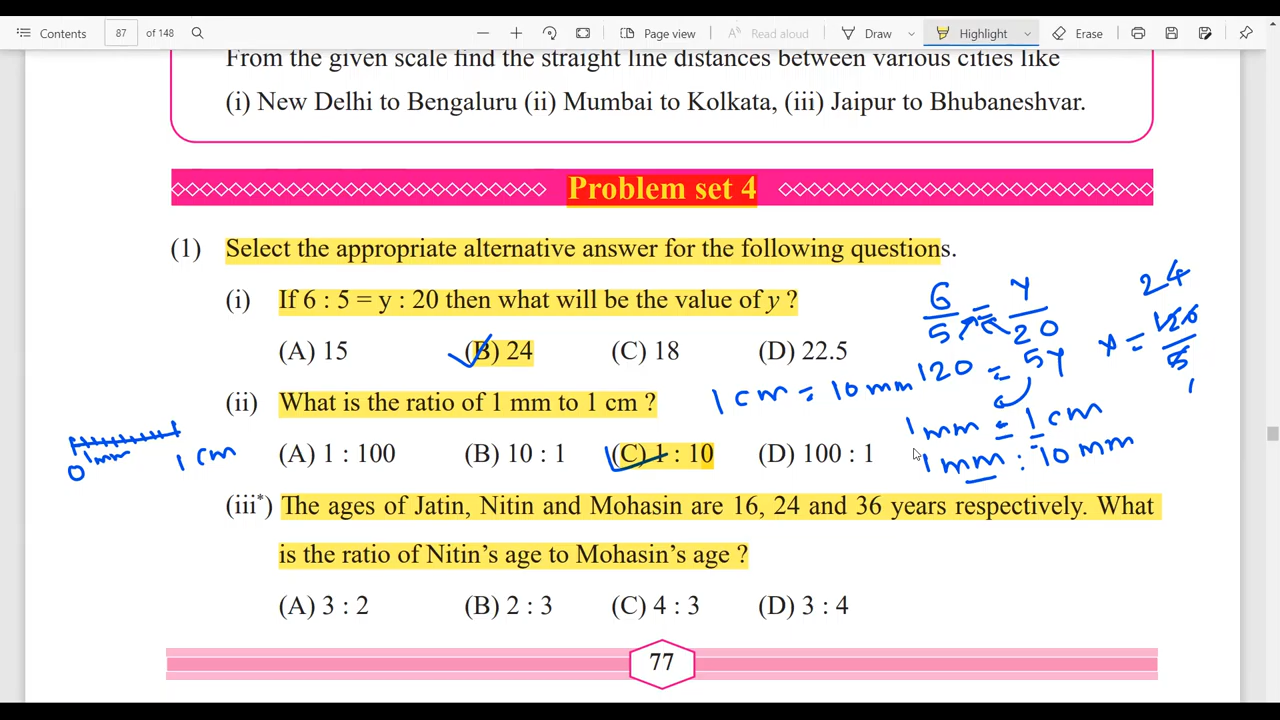 Contents 87 of 148 Page view Read aloud Draw Highlight Erase
From the given scale find the straight line distances between various cities like
(i) New Delhi to Bengaluru (ii) Mumbai to Kolkata, (iii) Jaipur to Bhubaneshvar.
Problem set 4
(1) Select the appropriate alternative answer for the following questions.
(i) If 6 : 5 = y : 20 then what will be the value of y ?
(A) 15 (B) 24 (C) 18 (D) 22.5
6/5 = Y/20
120 = 5Y
24
Y = 120/5
1
(ii) What is the ratio of 1 mm to 1 cm ?
1 cm = 10 mm
(A) 1 : 100 (B) 10 : 1 (C) 1 : 10 (D) 100 : 1
1 mm = 1 cm
1 mm : 10 mm
0 1mm 1 cm
(iii*) The ages of Jatin, Nitin and Mohasin are 16, 24 and 36 years respectively. What
is the ratio of Nitin’s age to Mohasin’s age ?
(A) 3 : 2 (B) 2 : 3 (C) 4 : 3 (D) 3 : 4
77